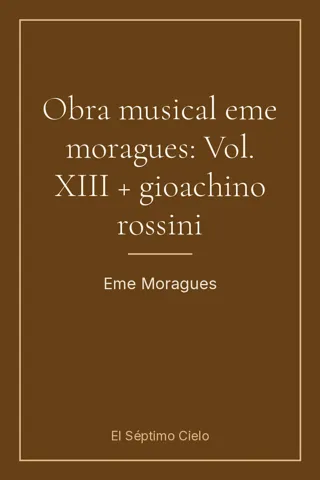 Obra musical eme
moragues: Vol.
XIII + gioachino
rossini
Eme Moragues
El Séptimo Cielo